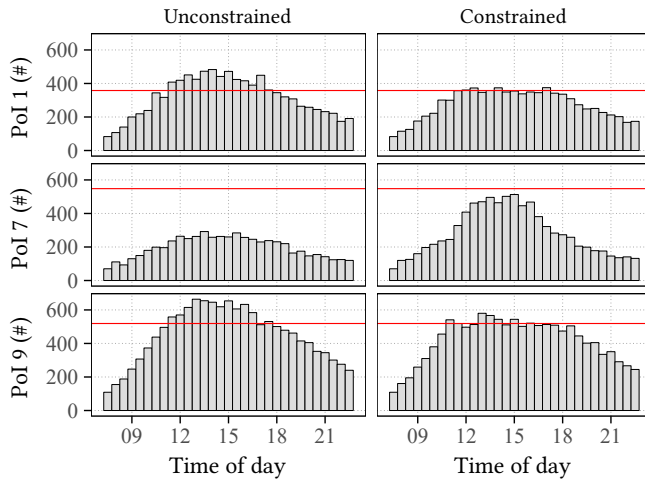 Unconstrained Constrained
PoI 1 (#)
600
400
200
0
PoI 7 (#)
600
400
200
0
PoI 9 (#)
600
400
200
0
09 12 15 18 21 09 12 15 18 21
Time of day Time of day